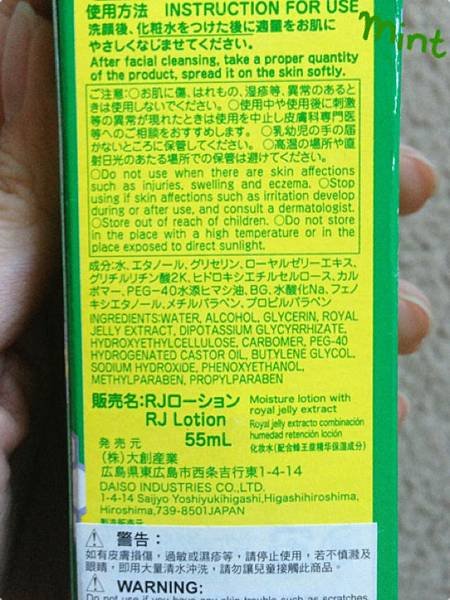 使用方法 INSTRUCTION FOR USE
mint
洗顔後、化粧水をつけた後に適量をお肌に
やさしくなじませてください。
After facial cleansing, take a proper quantity
of the product, spread it on the skin softly.
ご注意:○お肌に傷、はれもの、湿疹等、異常のあると
きは使用しないでください。○使用中や使用後に刺激
等の異常が現れたときは使用を中止し皮膚科専門医
等へのご相談をおすすめします。○乳幼児の手の届
かないところに保管してください。○高温の場所や直
射日光のあたる場所での保管は避けてください。
○Do not use when there are skin affections
such as injuries, swelling and eczema. ○Stop
using if skin affections such as irritation develop
during or after use, and consult a dermatologist.
○Store out of reach of children. ○Do not store
in the place with a high temperature or in the
place exposed to direct sunlight.
成分:水、エタノール、グリセリン、ローヤルゼリーエキス、
グリチルリチン酸2K、ヒドロキシエチルセルロース、カル
ボマー、PEG-40水添ヒマシ油、BG、水酸化Na、フェノ
キシエタノール、メチルパラベン、プロピルパラベン
INGREDIENTS:WATER, ALCOHOL, GLYCERIN, ROYAL
JELLY EXTRACT, DIPOTASSIUM GLYCYRRHIZATE,
HYDROXYETHYLCELLULOSE, CARBOMER, PEG-40
HYDROGENATED CASTOR OIL, BUTYLENE GLYCOL,
SODIUM HYDROXIDE, PHENOXYETHANOL,
METHYLPARABEN, PROPYLPARABEN
販売名:RJローション
RJ Lotion
55mL
Moisture lotion with
royal jelly extract
Royal jelly extracto combinación
humedad retención loción
化妆水(配合蜂王浆精华保湿成分)
発売元
(株)大創産業
広島県東広島市西条吉行東1-4-14
DAISO INDUSTRIES CO.,LTD.
1-4-14 Saijyo Yoshiyukihigashi,Higashihiroshima,
Hiroshima,739-8501JAPAN
製造販売元
警告:
如有皮膚損傷,過敏或濕疹等,請停止使用,若不慎濺及
眼睛,即用大量清水沖洗,請勿讓兒童接觸此商品。
WARNING:
Do not use if you have any skin trouble such as scratches